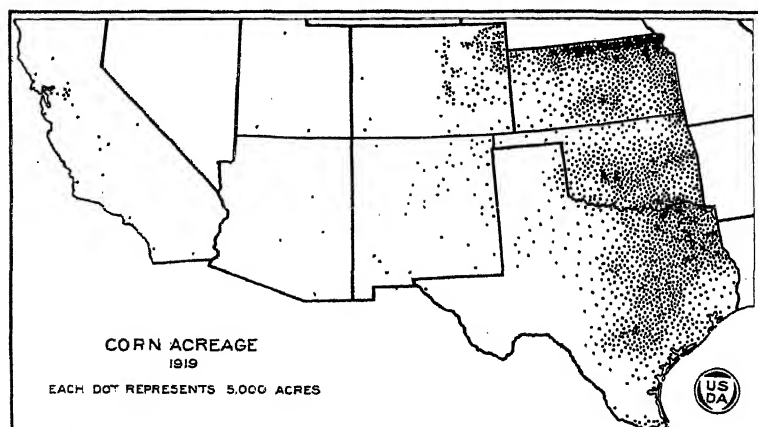 CORN ACREAGE
1919
EACH DOT REPRESENTS 5,000 ACRES
US
DA